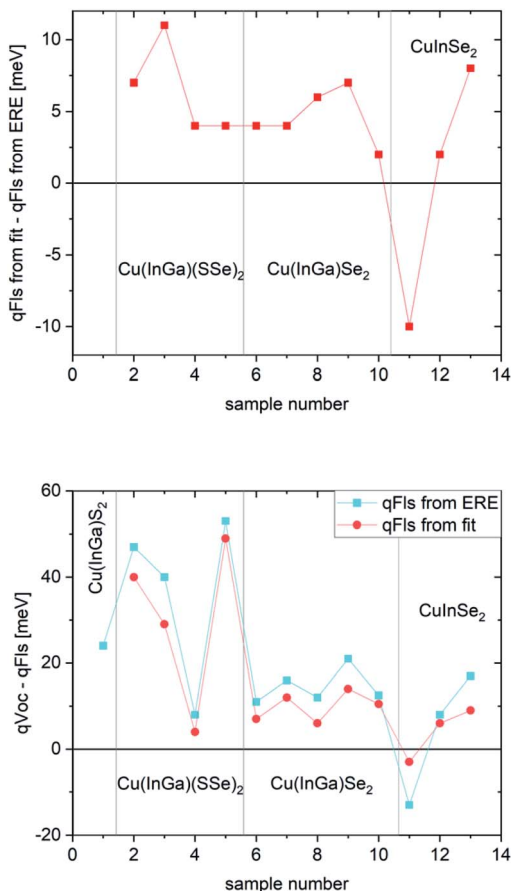 CuInSe₂
qFls from fit - qFls from ERE [meV]
10
5
0
-5
-10
Cu(InGa)(SSe)₂ Cu(InGa)Se₂
0 2 4 6 8 10 12 14
sample number
60
40
20
0
-20
qVoc - qFls [meV]
Cu(InGa)S₂
qFls from ERE
qFls from fit
CuInSe₂
Cu(InGa)(SSe)₂ Cu(InGa)Se₂
0 2 4 6 8 10 12 14
sample number